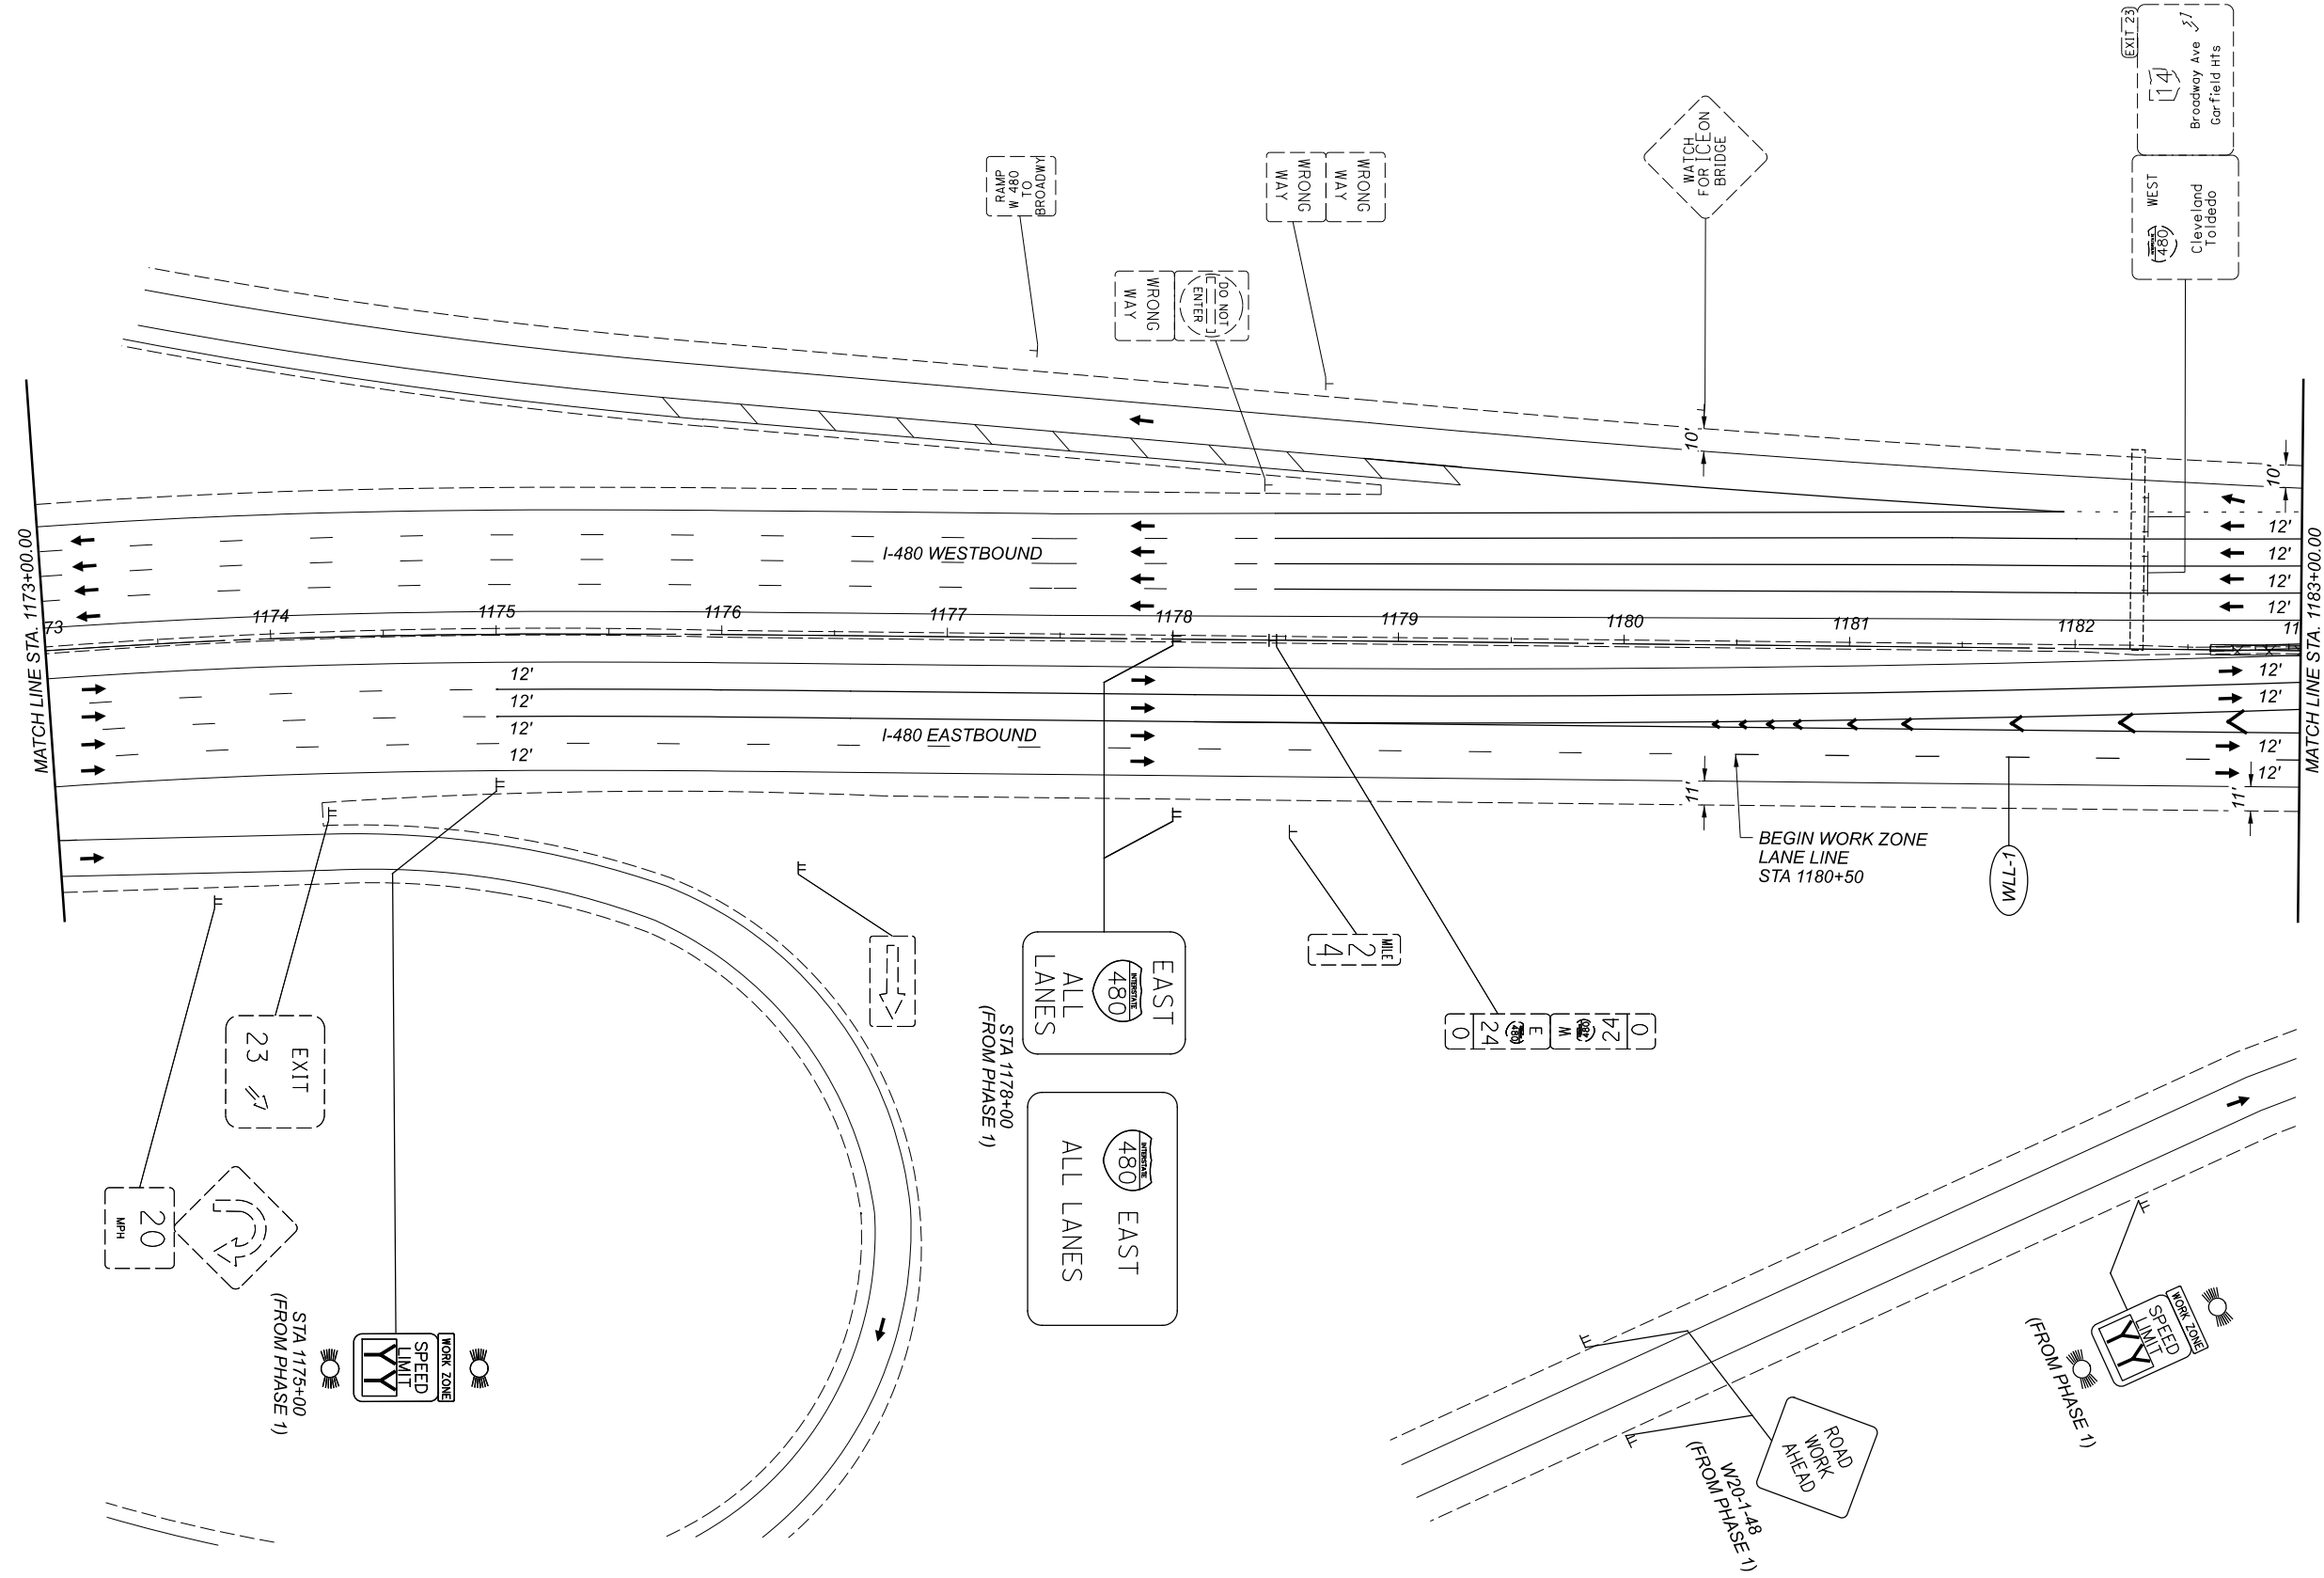 EXIT 23
14
Broadway Ave
Garfield Hts
WEST
480
Cleveland
Toldedo
WATCH
FOR ICE ON
BRIDGE
RAMP
W 480
TO
BROADWY
WRONG
WAY
WRONG
WAY
WRONG
WAY
DO NOT
ENTER
10'
10'
MATCH LINE STA. 1173+00.00
MATCH LINE STA. 1183+00.00
I-480 WESTBOUND
12'
12'
12'
12'
73
1174
1175
1176
1177
1178
1179
1180
1181
1182
11
12'
12'
12'
12'
I-480 EASTBOUND
12'
12'
12'
12'
11'
11'
BEGIN WORK ZONE
LANE LINE
STA 1180+50
WLL-1
EAST
INTERSTATE
480
ALL
LANES
STA 1178+00
(FROM PHASE 1)
MILE
2
4
E
480
24
0
W
480
24
0
EXIT
23
INTERSTATE
480 EAST
ALL LANES
20
MPH
STA 1175+00
(FROM PHASE 1)
WORK ZONE
SPEED
LIMIT
YY
WORK ZONE
SPEED
LIMIT
YY
(FROM PHASE 1)
ROAD
WORK
AHEAD
W20-1-48
(FROM PHASE 1)